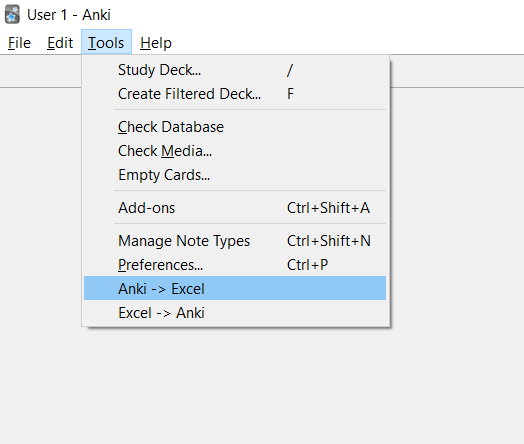 User 1 - Anki
File Edit Tools Help
Study Deck... /
Create Filtered Deck... F
Check Database
Check Media...
Empty Cards...
Add-ons Ctrl+Shift+A
Manage Note Types Ctrl+Shift+N
Preferences... Ctrl+P
Anki -> Excel
Excel -> Anki